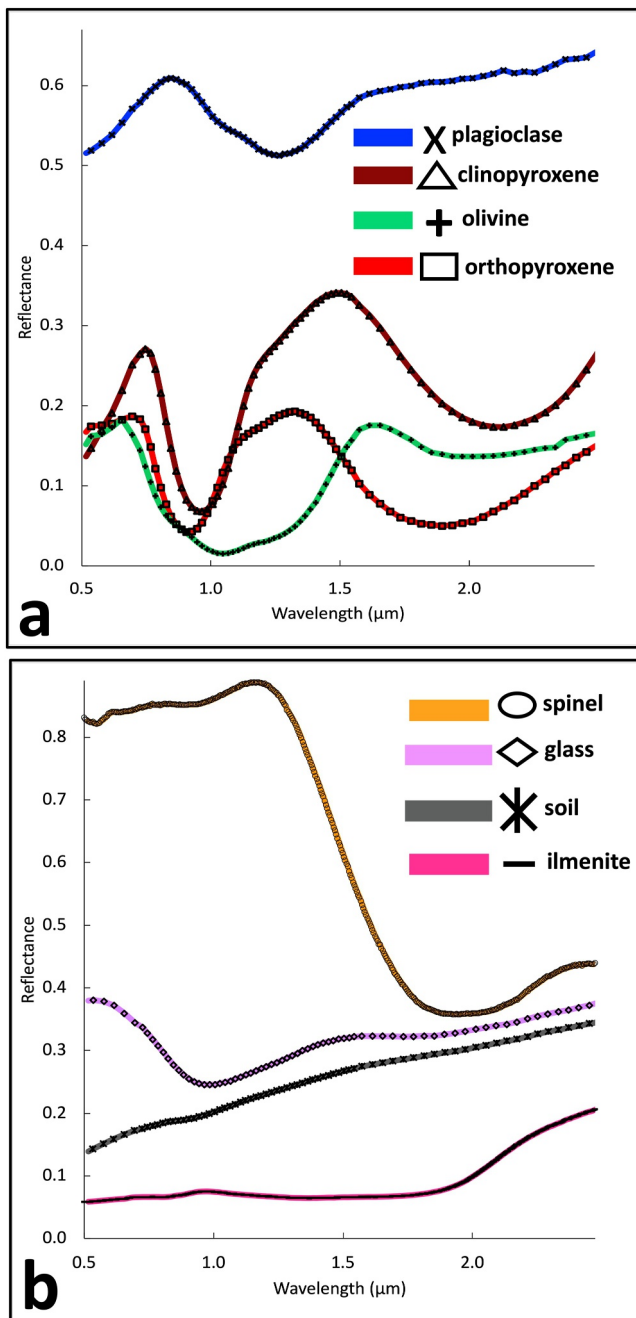 0.6
0.5
0.4
0.3
0.2
0.1
0.0
Reflectance
plagioclase
clinopyroxene
olivine
orthopyroxene
0.5 1.0 1.5 2.0
Wavelength (μm)
a
0.8
0.7
0.6
0.5
0.4
0.3
0.2
0.1
0.0
Reflectance
spinel
glass
soil
ilmenite
0.5 1.0 1.5 2.0
Wavelength (μm)
b